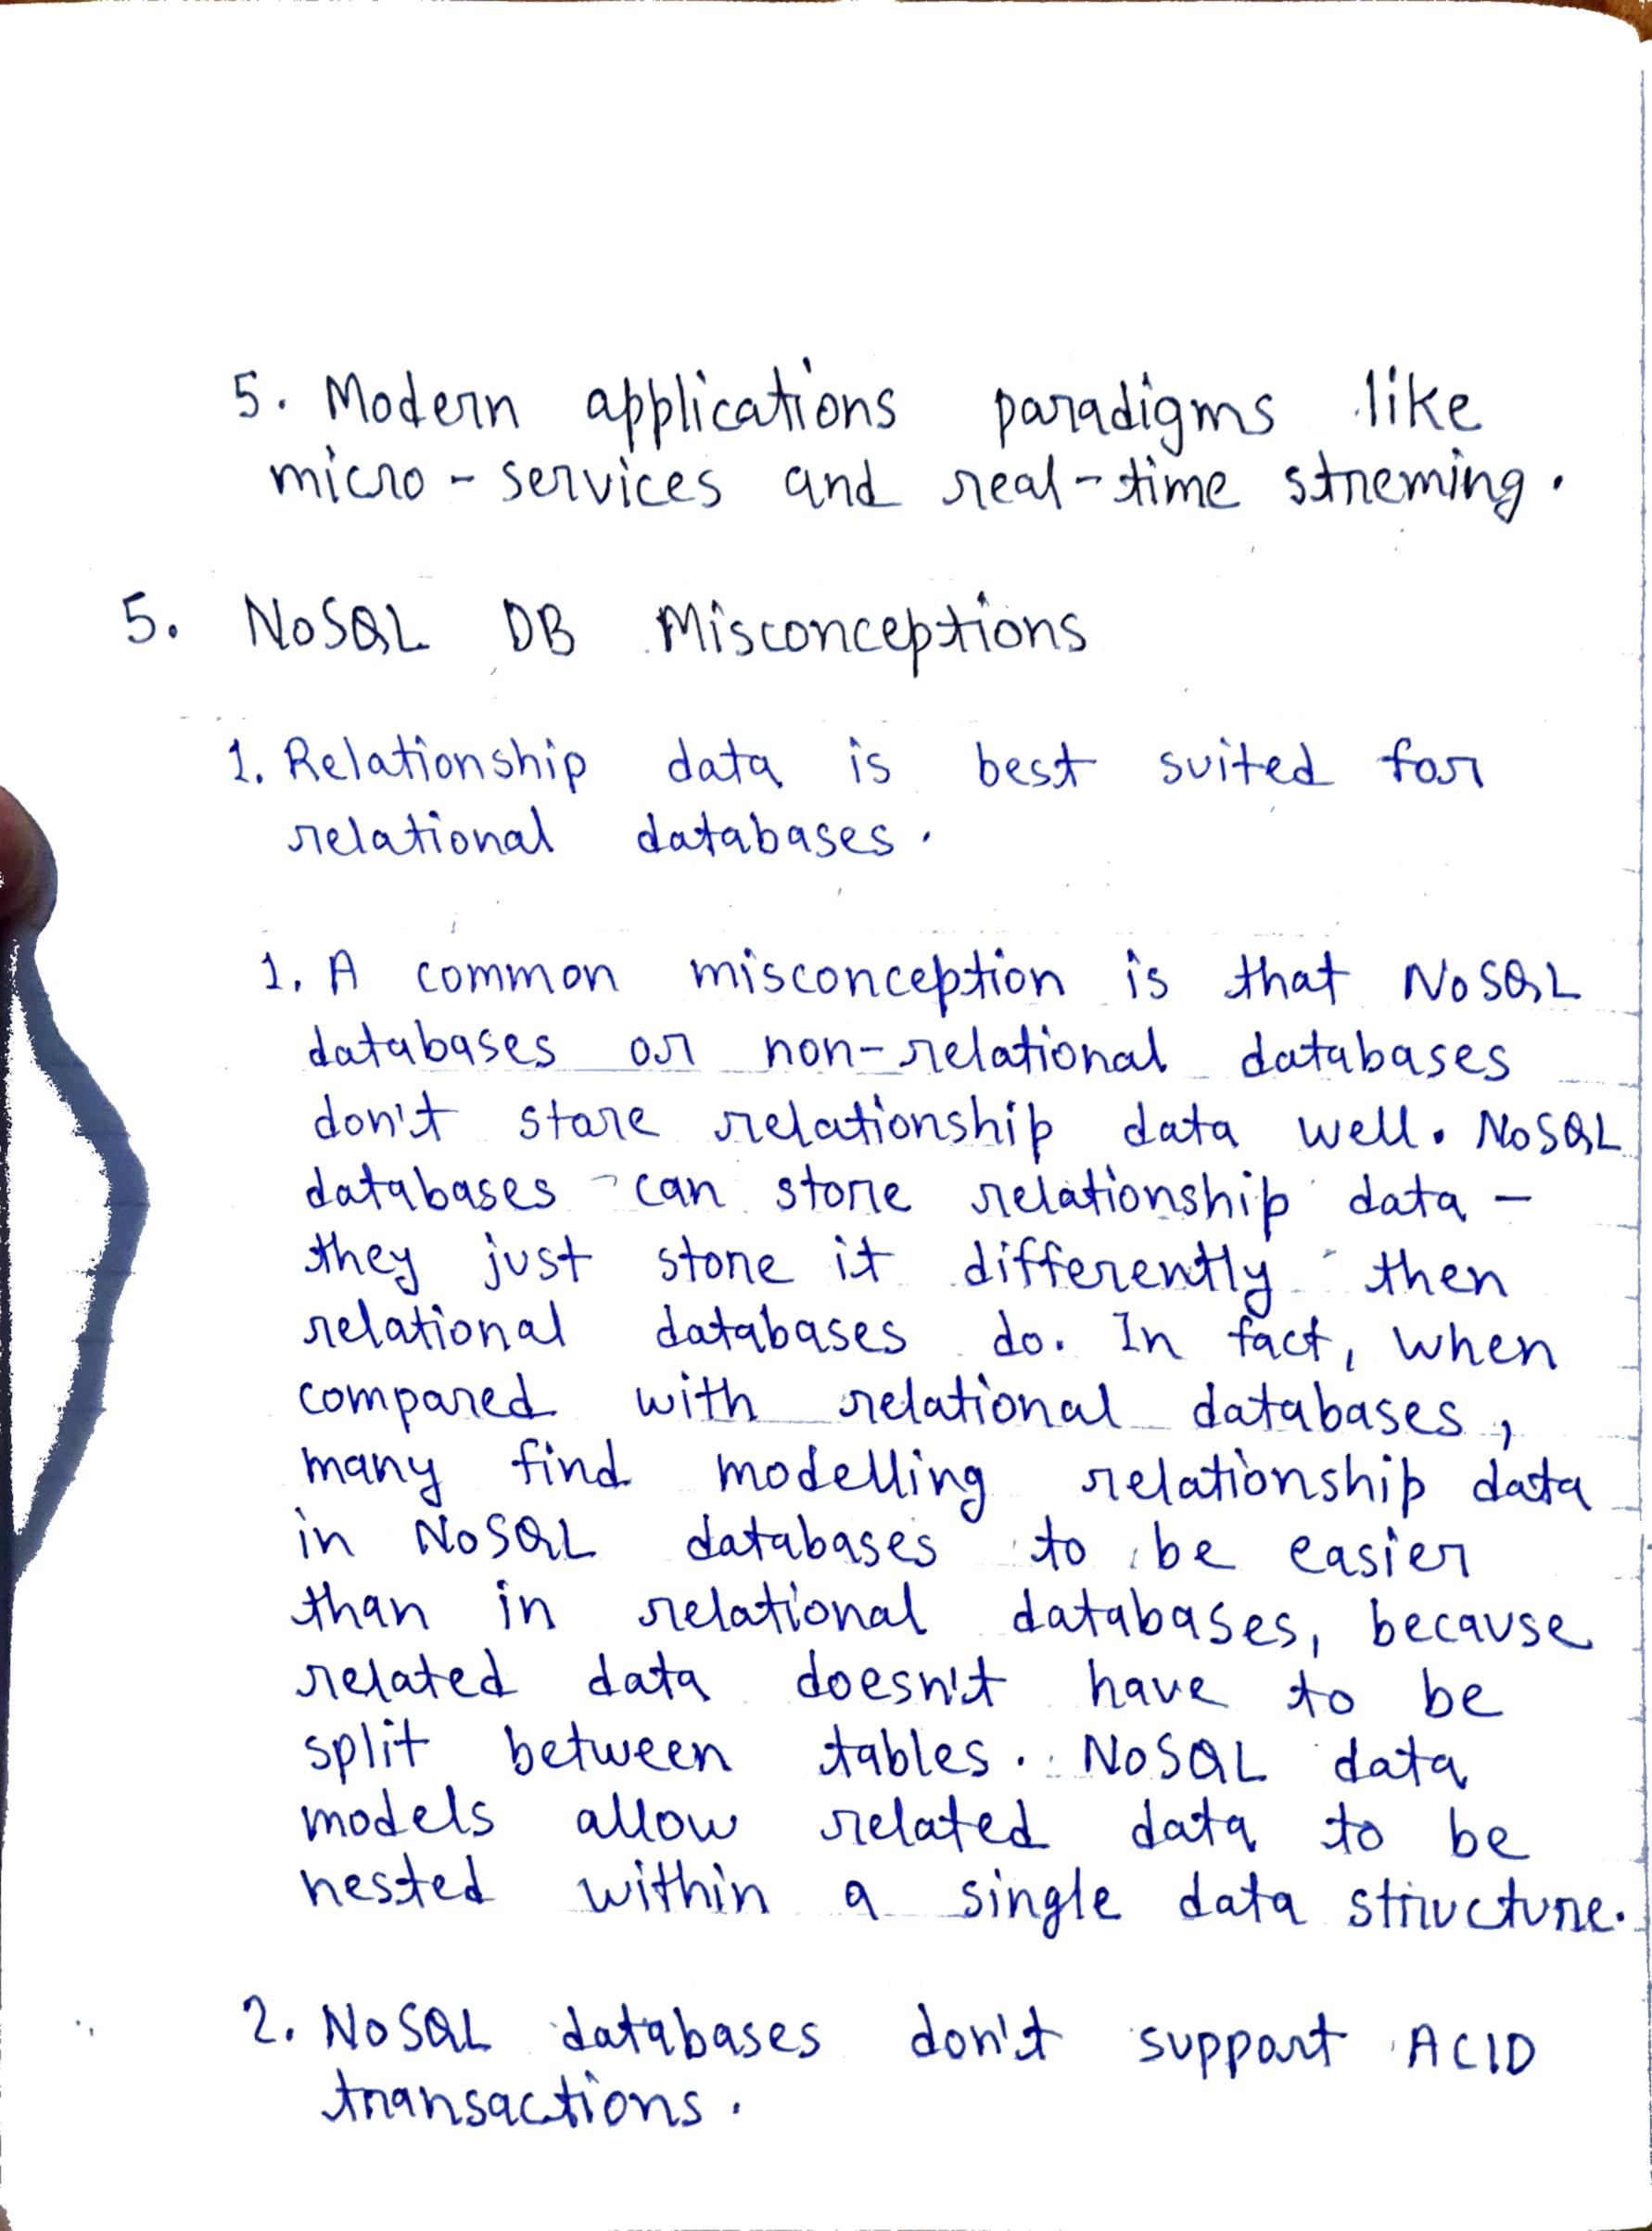 5. Modern applications paradigms like
micro-services and real-time streming.
5. NoSQL DB Misconceptions
1. Relationship data is best suited for
relational databases.
1. A common misconception is that NoSQL
databases or non-relational databases
don't store relationship data well. NoSQL
databases can store relationship data -
they just store it differently then
relational databases do. In fact, when
compared with relational databases,
many find modelling relationship data
in NoSQL databases to be easier
than in relational databases, because
related data doesn't have to be
split between tables. NoSQL data
models allow related data to be
nested within a single data structure.
2. NoSQL databases don't support ACID
transactions.